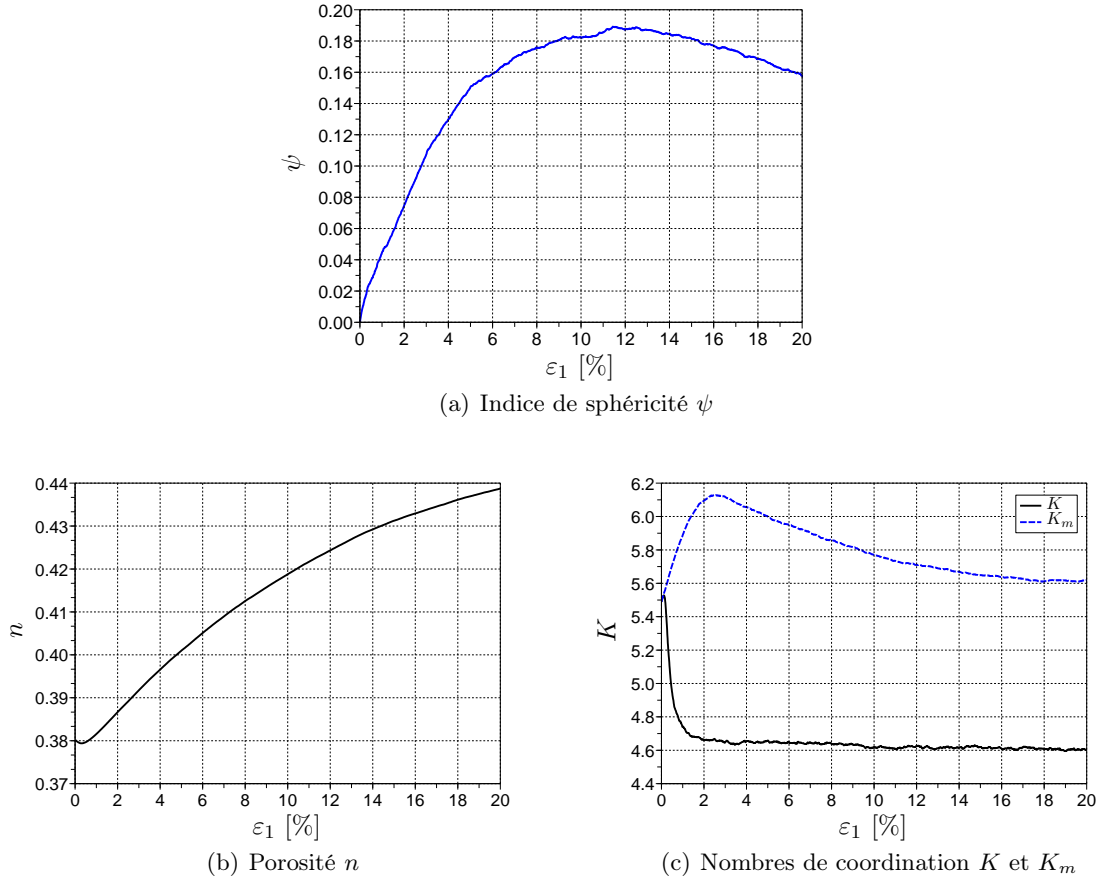 0.20
0.18
0.16
0.14
0.12
0.10
0.08
0.06
0.04
0.02
0.00
ψ
0 2 4 6 8 10 12 14 16 18 20
ε₁ [%]
(a) Indice de sphéricité ψ
0.44
0.43
0.42
0.41
0.40
0.39
0.38
0.37
n
0 2 4 6 8 10 12 14 16 18 20
ε₁ [%]
(b) Porosité n
6.2
6.0
5.8
5.6
5.4
5.2
5.0
4.8
4.6
4.4
K
K
Kₘ
0 2 4 6 8 10 12 14 16 18 20
ε₁ [%]
(c) Nombres de coordination K et Kₘ